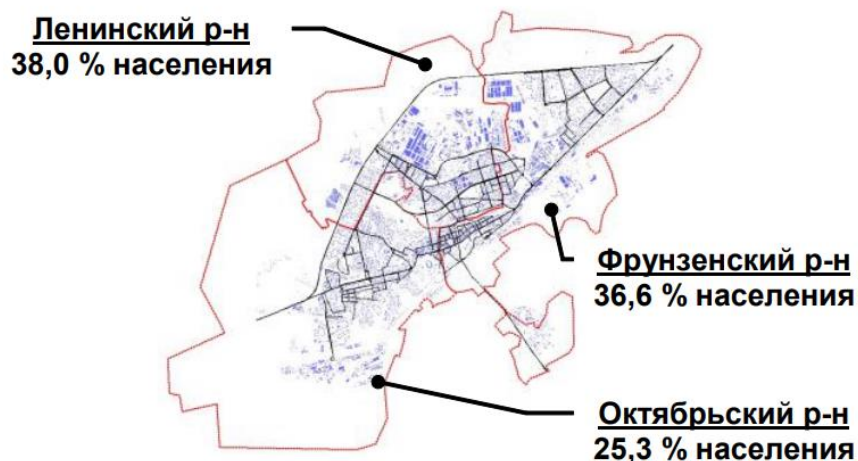 Ленинский р-н
38,0 % населения
Фрунзенский р-н
36,6 % населения
Октябрьский р-н
25,3 % населения